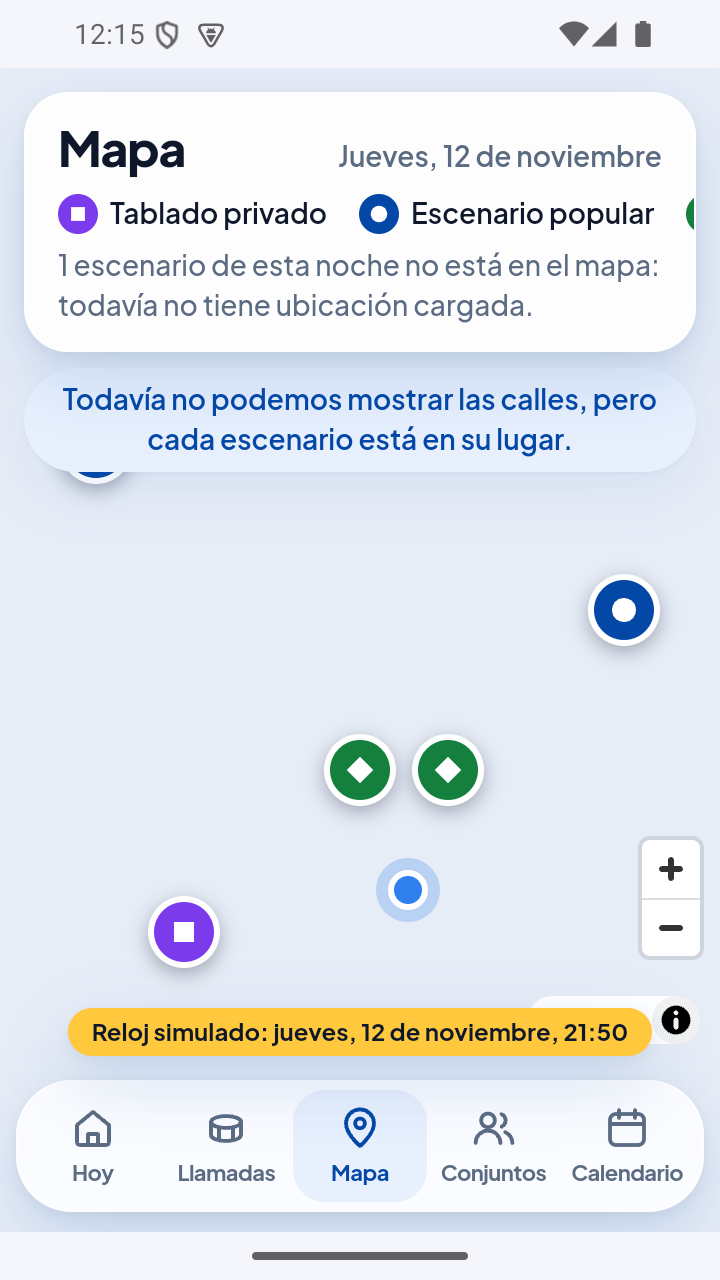 12:15
Mapa
Jueves, 12 de noviembre
Tablado privado
Escenario popular
1 escenario de esta noche no está en el mapa:
todavía no tiene ubicación cargada.
Todavía no podemos mostrar las calles, pero
cada escenario está en su lugar.
Reloj simulado: jueves, 12 de noviembre, 21:50
Hoy
Llamadas
Mapa
Conjuntos
Calendario